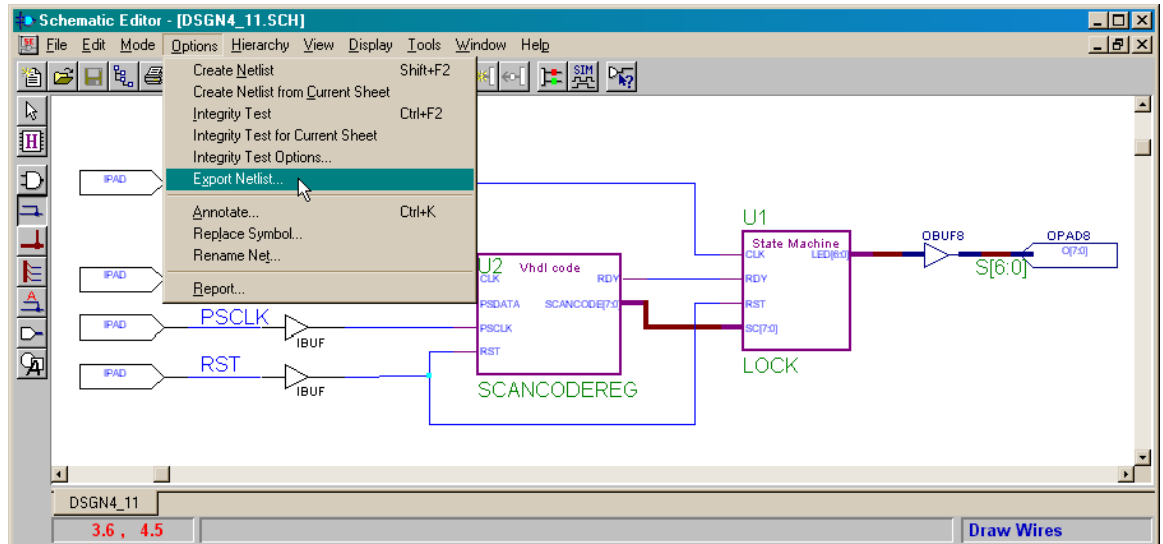 Schematic Editor - [DSGN4_11.SCH]
File Edit Mode Options Hierarchy View Display Tools Window Help
SIM
Create Netlist Shift+F2
Create Netlist from Current Sheet
Integrity Test Ctrl+F2
Integrity Test for Current Sheet
Integrity Test Options...
Export Netlist...
Annotate... Ctrl+K
Replace Symbol...
Rename Net...
Report...
H
A
IPAD
IPAD
IPAD
IPAD
PSCLK
RST
IBUF
IBUF
U2 Vhdl code
CLK RDY
PSDATA SCANCODE[7:0]
PSCLK
RST
SCANCODEREG
U1
State Machine
CLK LED[6:0]
RDY
RST
SC[7:0]
LOCK
OBUF8
S[6:0]
OPAD8
O[7:0]
DSGN4_11
3.6 , 4.5
Draw Wires